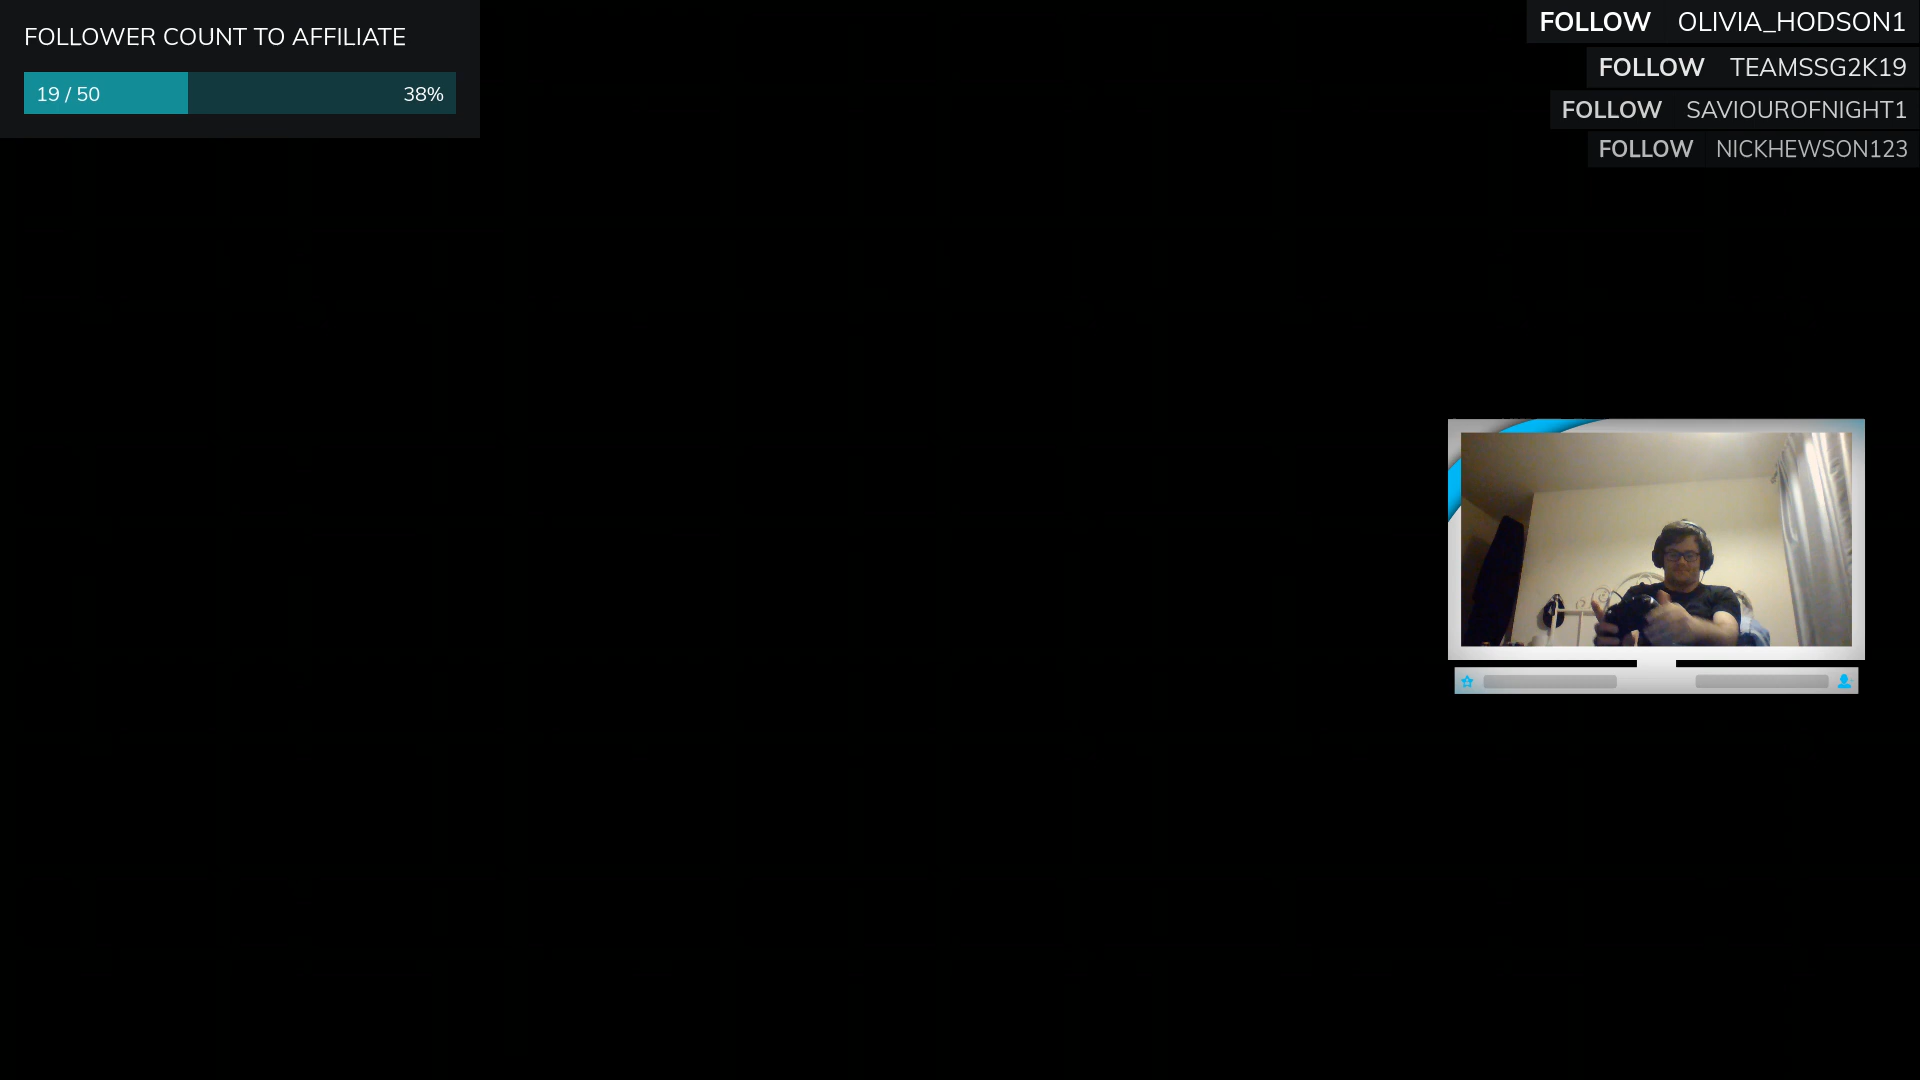 FOLLOWER COUNT TO AFFILIATE
19 / 50 38%
FOLLOW OLIVIA_HODSON1
FOLLOW TEAMSSG2K19
FOLLOW SAVIOUROFNIGHT1
FOLLOW NICKHEWSON123